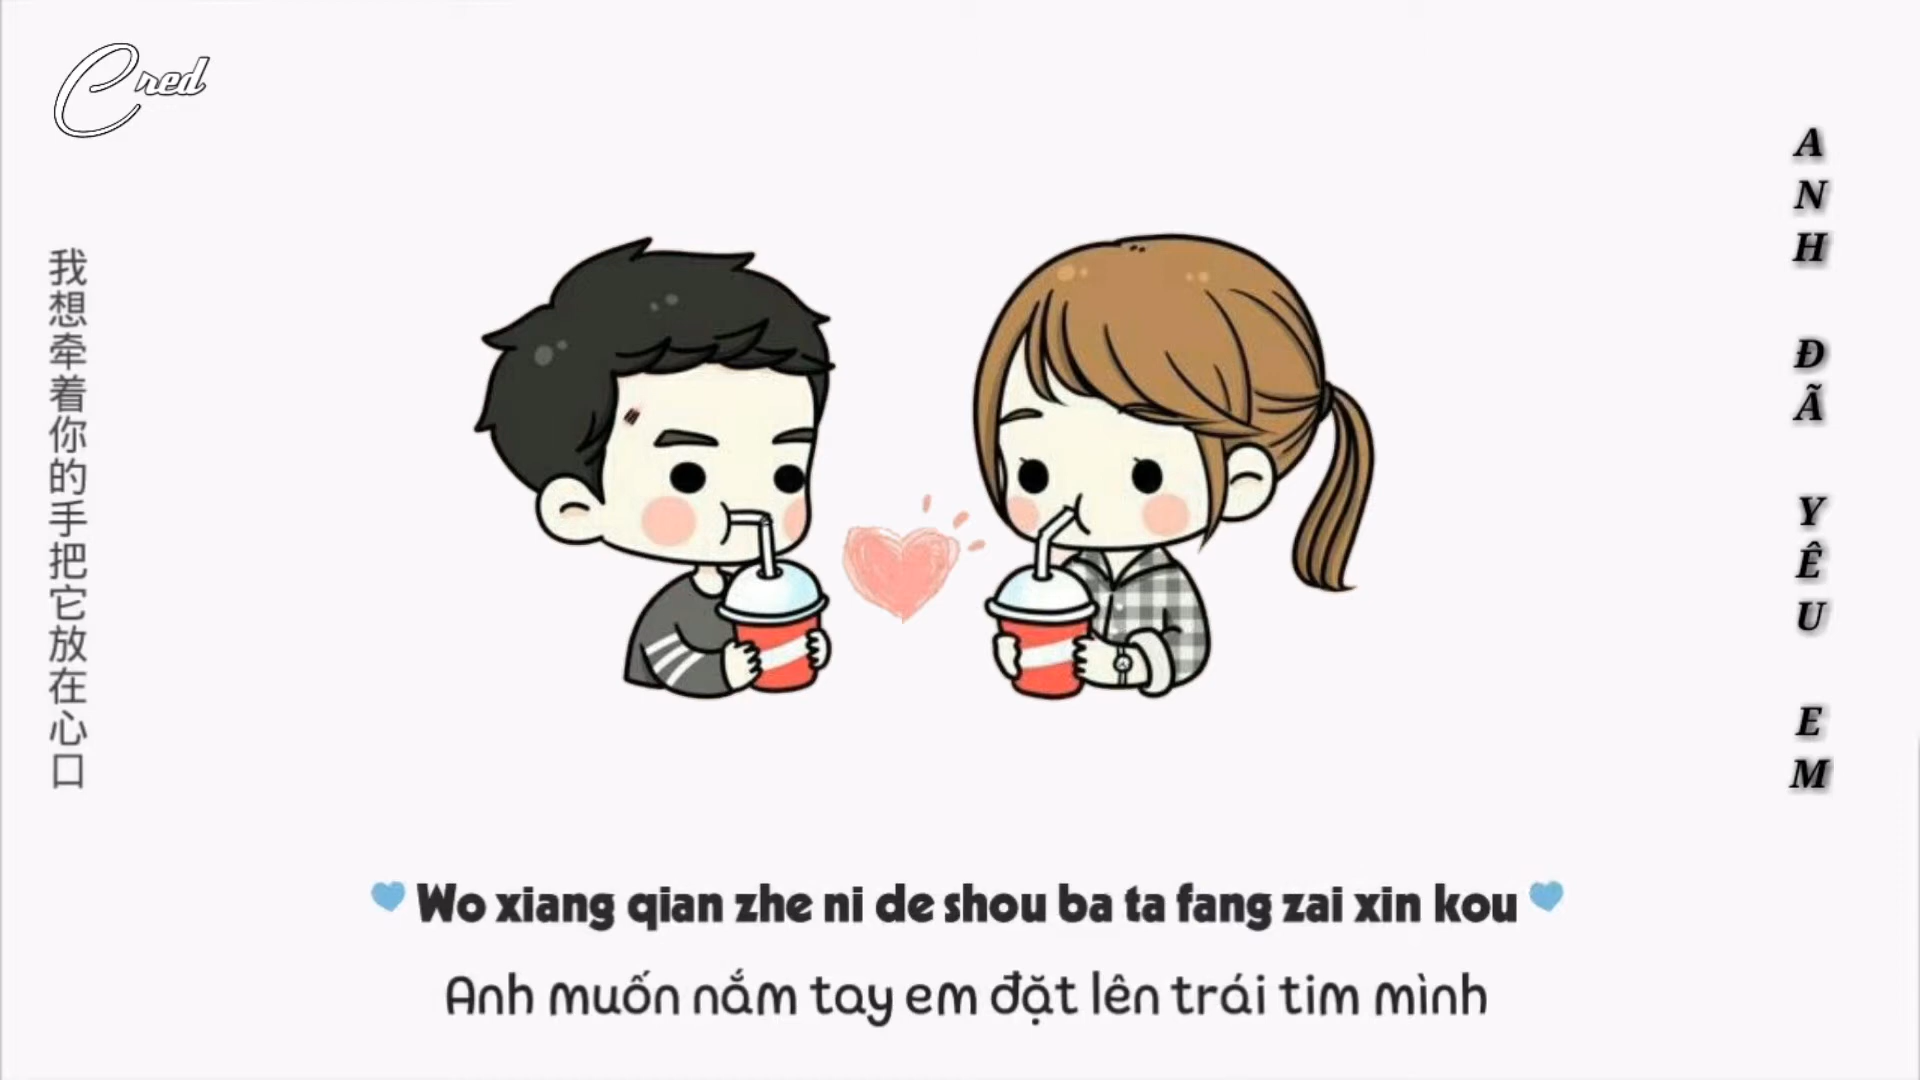 Cred
我想牵着你的手把它放在心口
ANH ĐÃ YÊU EM
Wo xiang qian zhe ni de shou ba ta fang zai xin kou
Anh muốn nắm tay em đặt lên trái tim mình